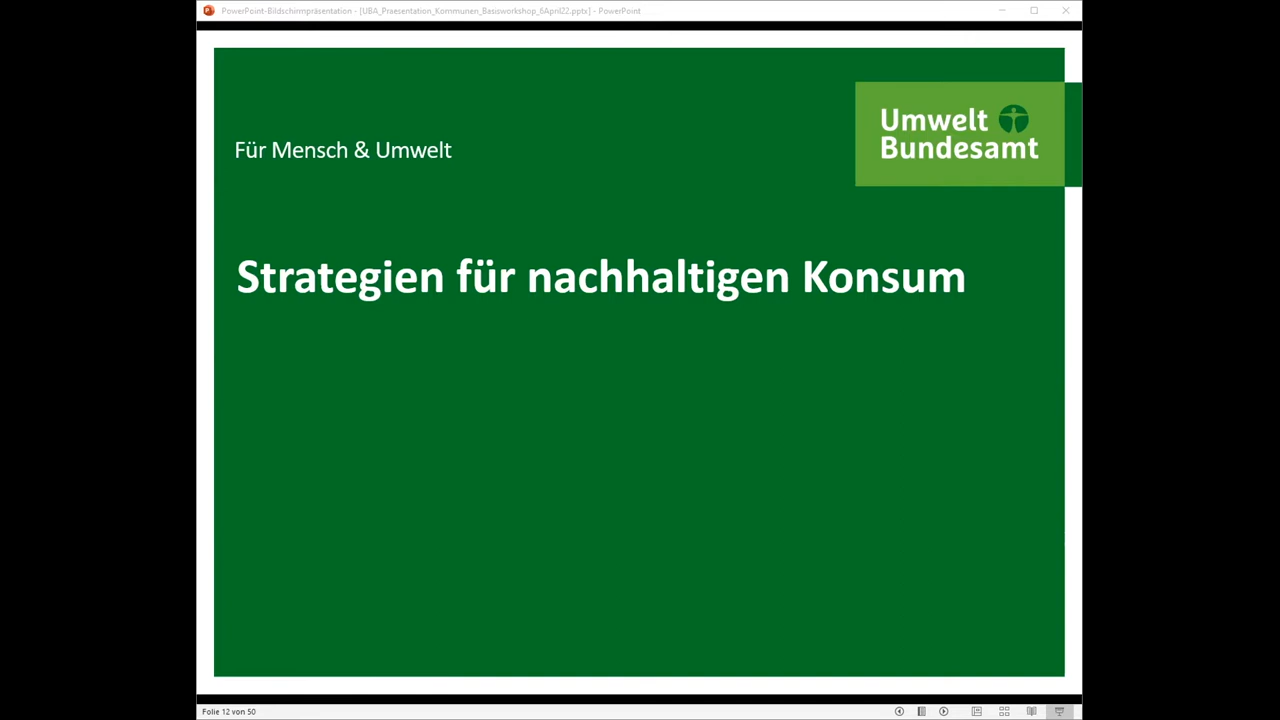 PowerPoint-Bildschirmpräsentation - [UBA_Praesentation_Kommunen_Basisworkshop_6April22.pptx] - PowerPoint
Umwelt
Bundesamt
Für Mensch & Umwelt
Strategien für nachhaltigen Konsum
Folie 12 von 50